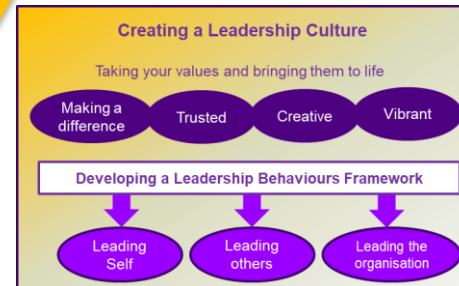 Creating a Leadership Culture
Taking your values and bringing them to life
Making a
difference
Trusted
Creative
Vibrant
Developing a Leadership Behaviours Framework
Leading
Self
Leading
others
Leading the
organisation